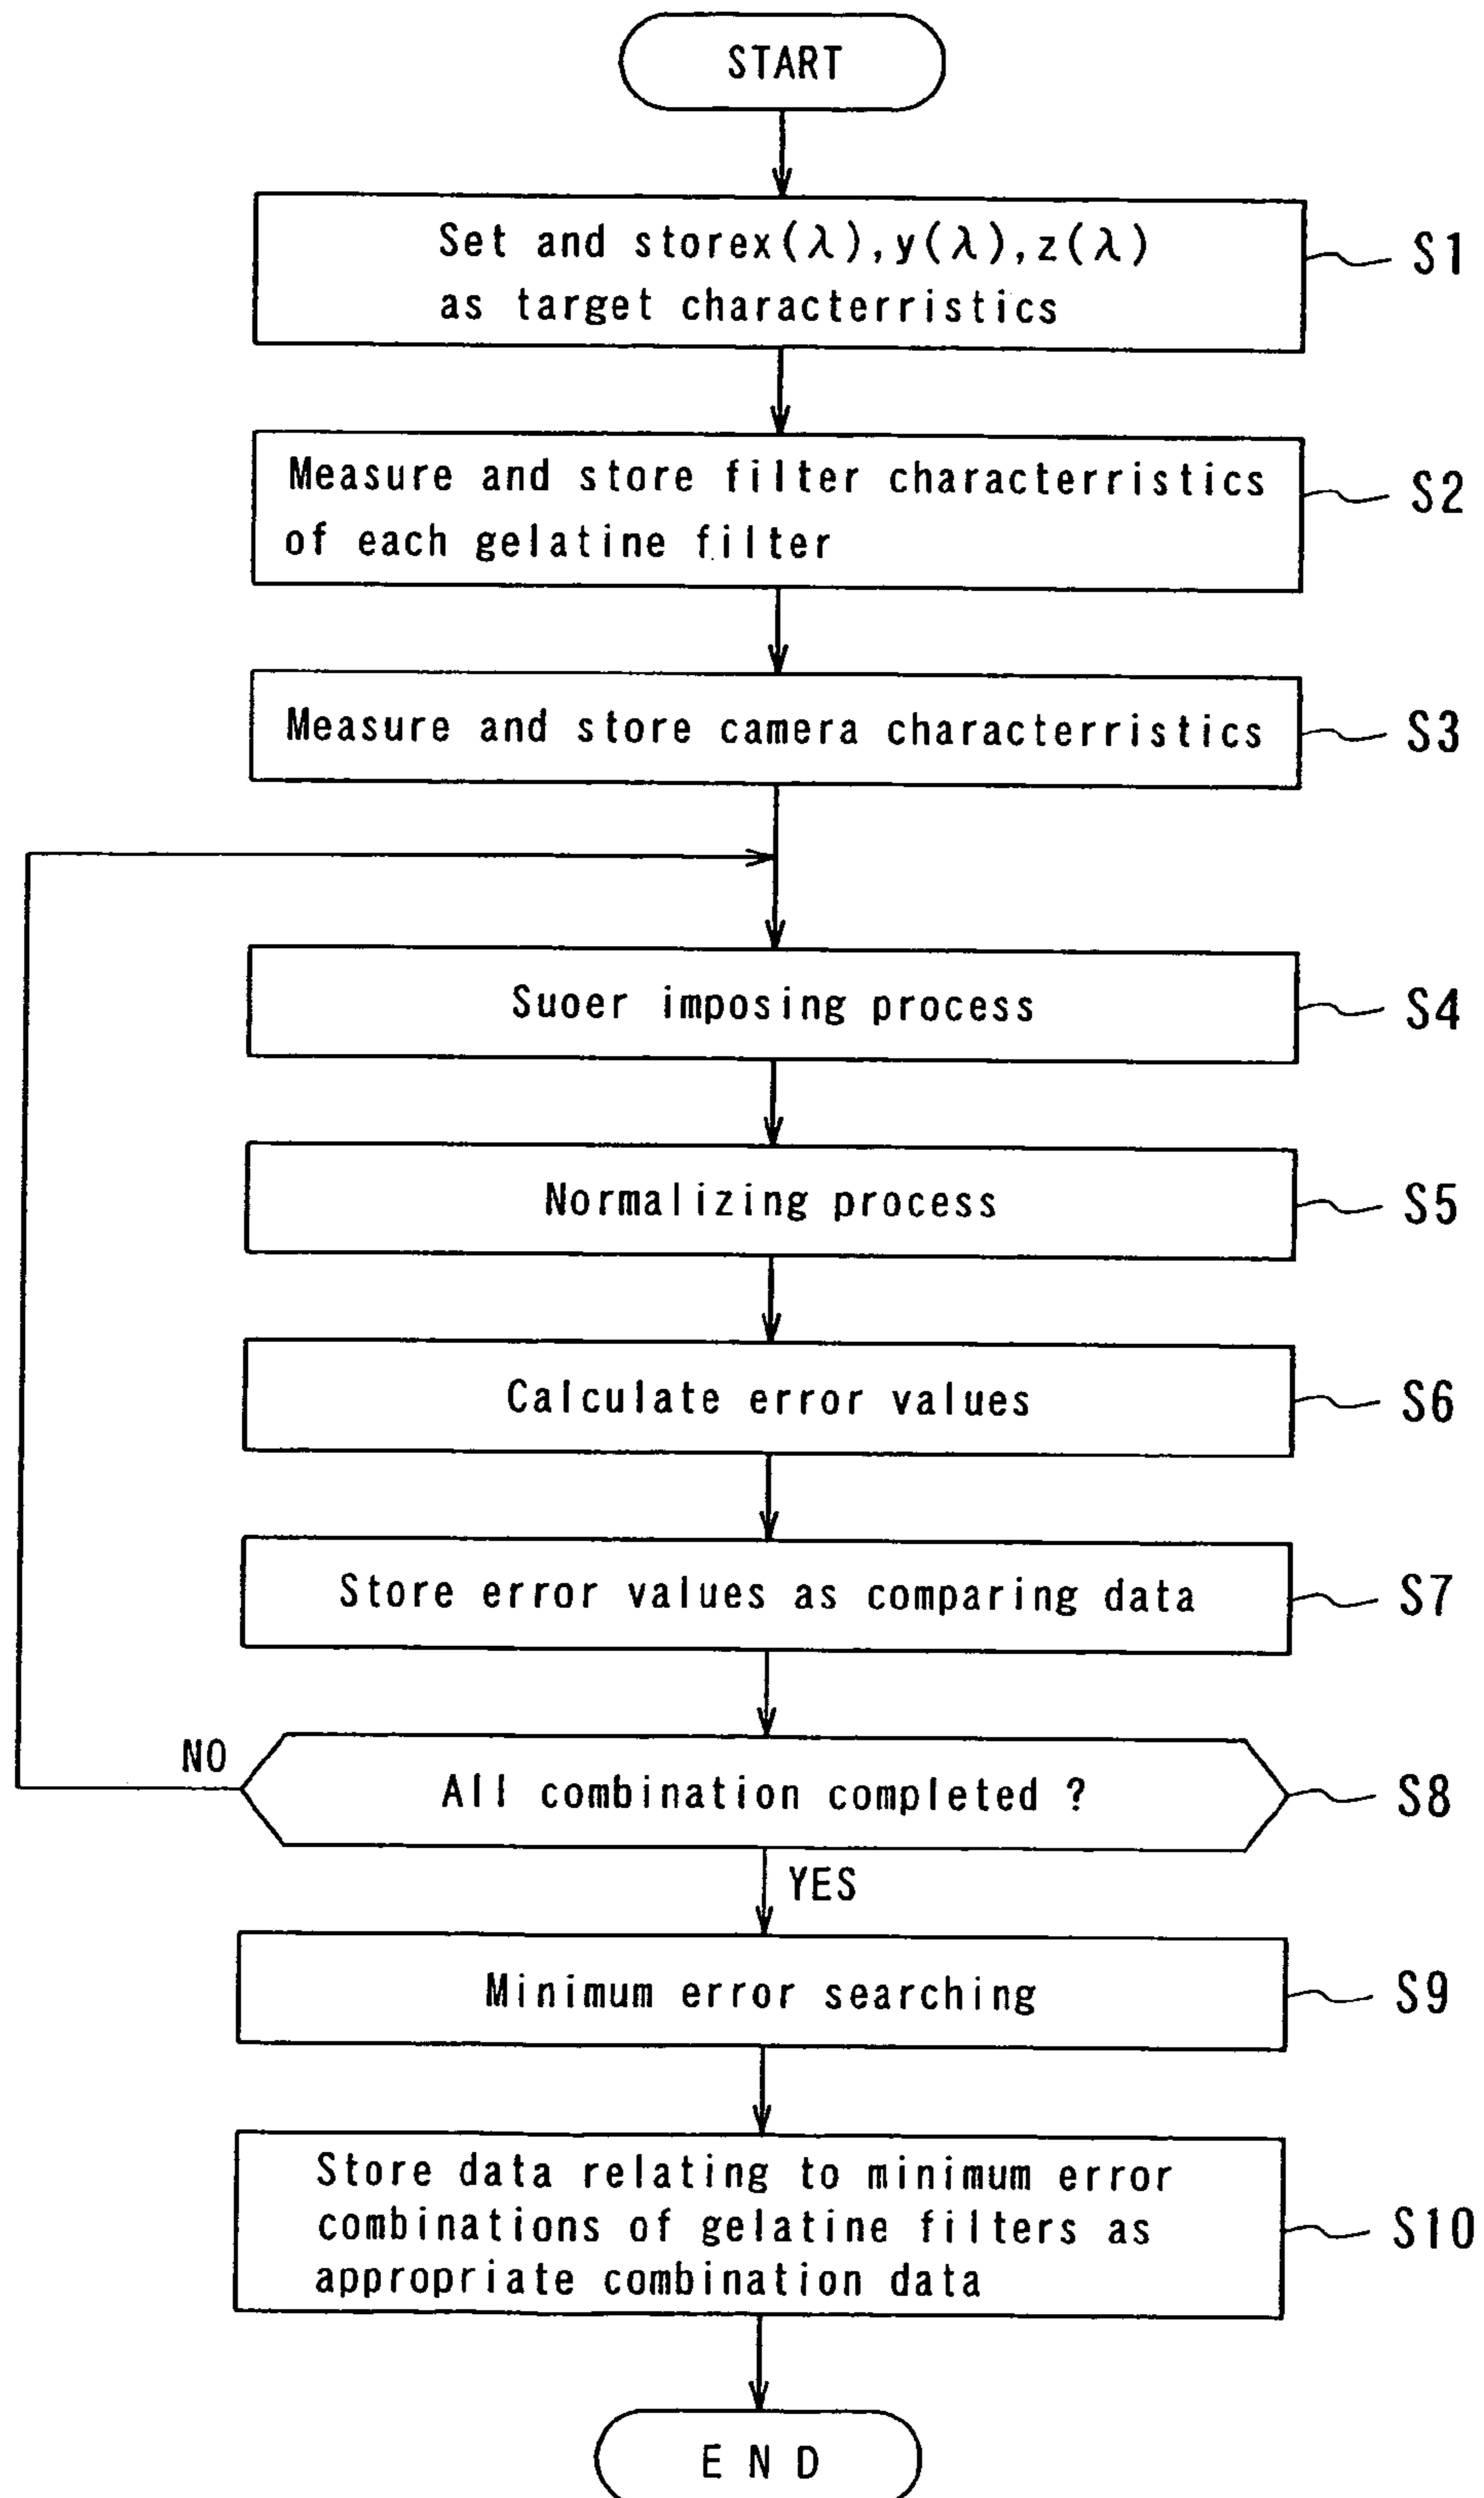 START
Set and storex(λ),y(λ),z(λ)
as target characterristics
S1
Measure and store filter characterristics
of each gelatine filter
S2
Measure and store camera characterristics
S3
Suoer imposing process
S4
Normalizing process
S5
Calculate error values
S6
Store error values as comparing data
S7
NO
All combination completed ?
S8
YES
Minimum error searching
S9
Store data relating to minimum error
combinations of gelatine filters as
appropriate combination data
S10
END